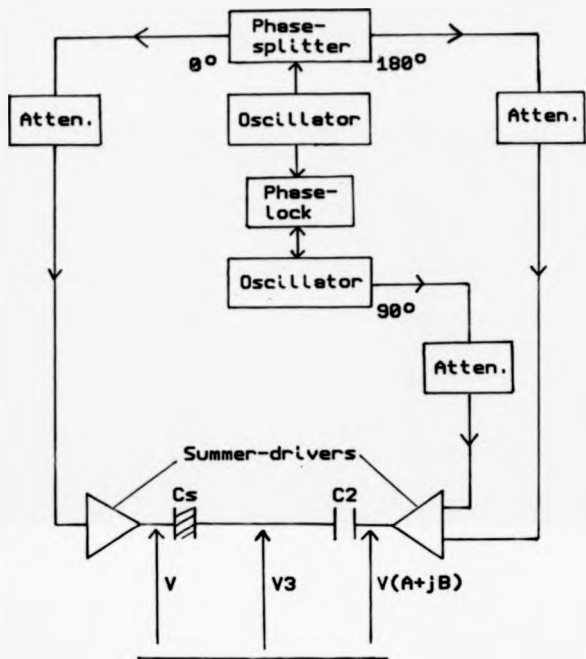 Phase-
splitter
0°
180°
Atten.
Oscillator
Atten.
Phase-
lock
Oscillator
90°
Atten.
Summer-drivers
Cs
C2
V
V3
V(A+jB)